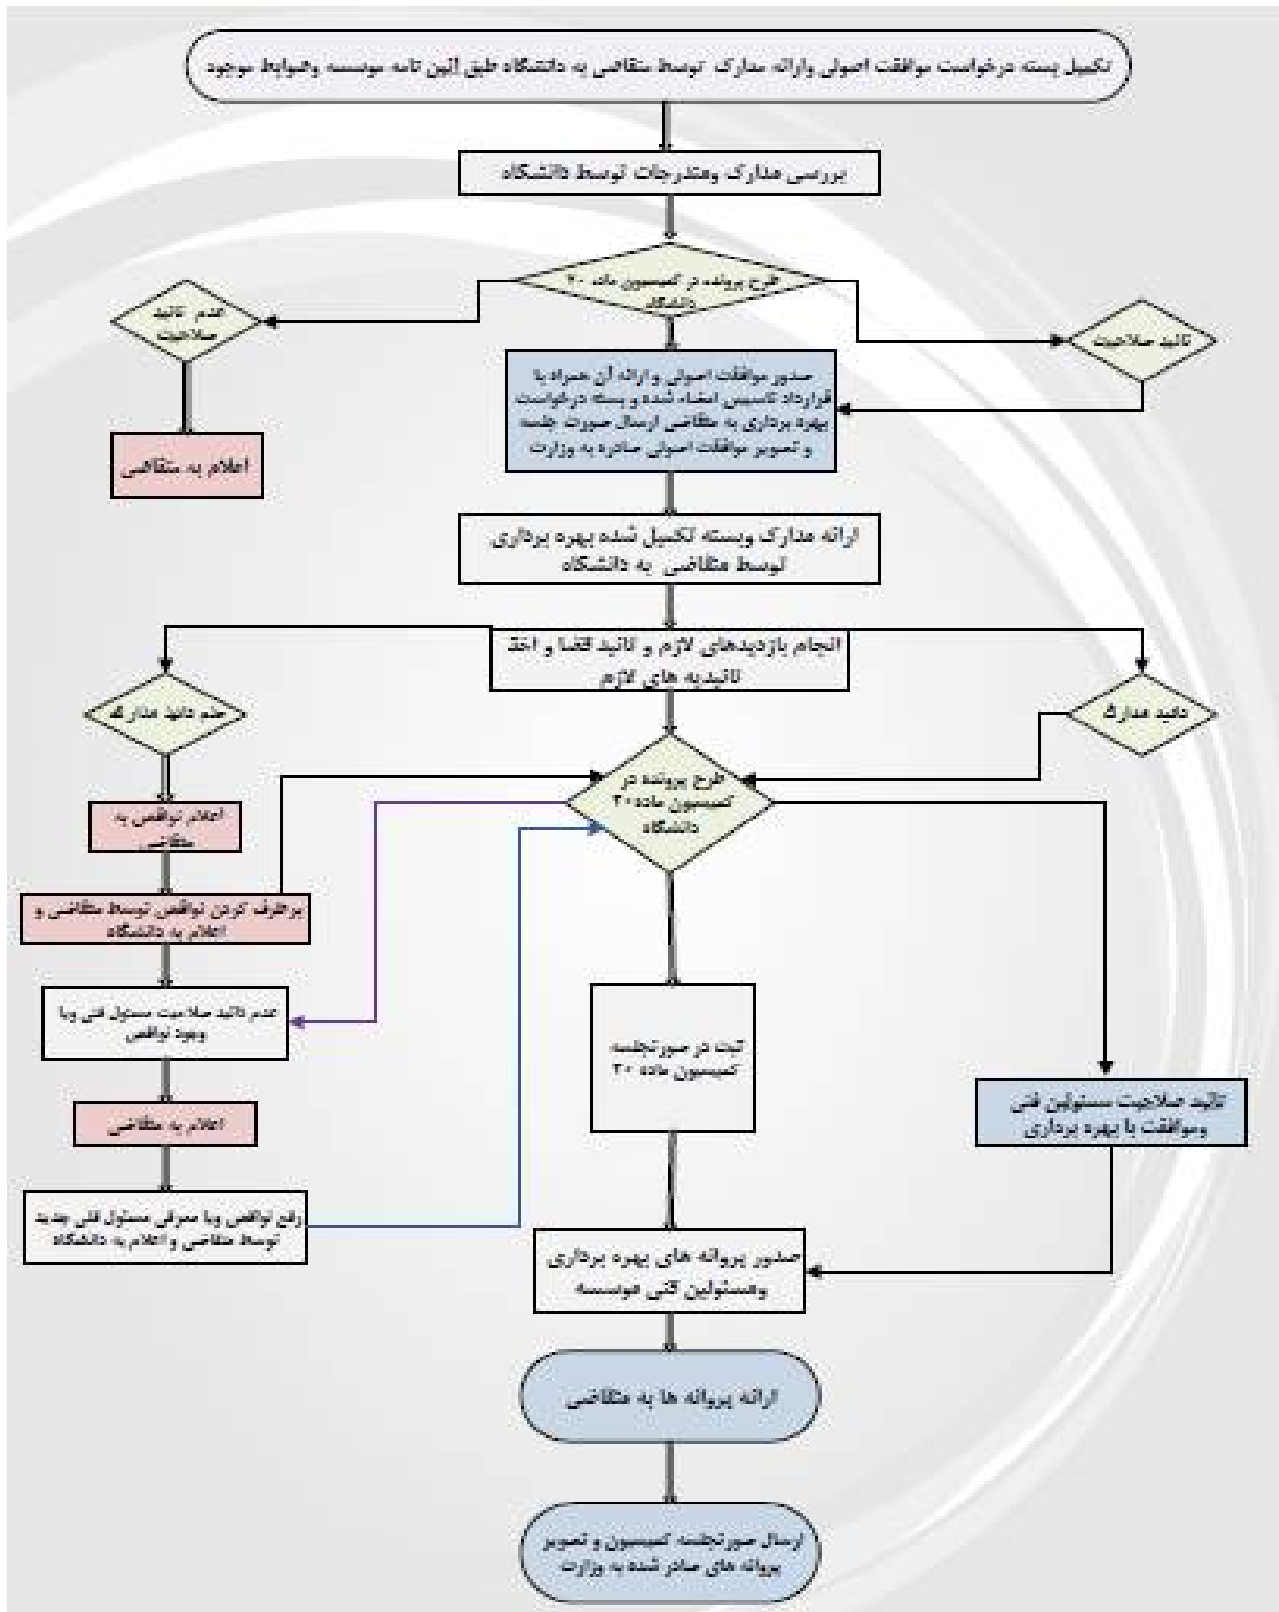 تکمیل بسته درخواست موافقت اصولی وارائه مدارک توسط متقاضی به دانشگاه طبق آئین نامه موسسه وضوابط موجود
بررسی مدارک ومندرجات توسط دانشگاه
طرح پرونده در کمیسیون ماده ۲۰
دانشگاه
عدم تائید
صلاحیت
تائید صلاحیت
صدور موافقت اصولی و ارائه آن همراه با
قرارداد تاسیس امضاء شده و بسته درخواست
بهره برداری به متقاضی ارسال صورت جلسه
و تصویر موافقت اصولی صادره به وزارت
اعلام به متقاضی
ارائه مدارک وبسته تکمیل شده بهره برداری
توسط متقاضی به دانشگاه
انجام بازدیدهای لازم و تائید فضا و اخذ
تائیدیه های لازم
عدم تائید مدارک
تائید مدارک
طرح پرونده در
کمیسیون ماده ۲۰
دانشگاه
اعلام نواقص به
متقاضی
برطرف کردن نواقص توسط متقاضی و
اعلام به دانشگاه
عدم تائید صلاحیت مسئول فنی ویا
وجود نواقص
ثبت در صورتجلسه
کمیسیون ماده ۲۰
تائید صلاحیت مسئولین فنی
وموافقت با بهره برداری
اعلام به متقاضی
رفع نواقص ویا معرفی مسئول فنی جدید
توسط متقاضی و اعلام به دانشگاه
صدور پروانه های بهره برداری
ومسئولین فنی موسسه
ارائه پروانه ها به متقاضی
ارسال صورتجلسه کمیسیون و تصویر
پروانه های صادر شده به وزارت